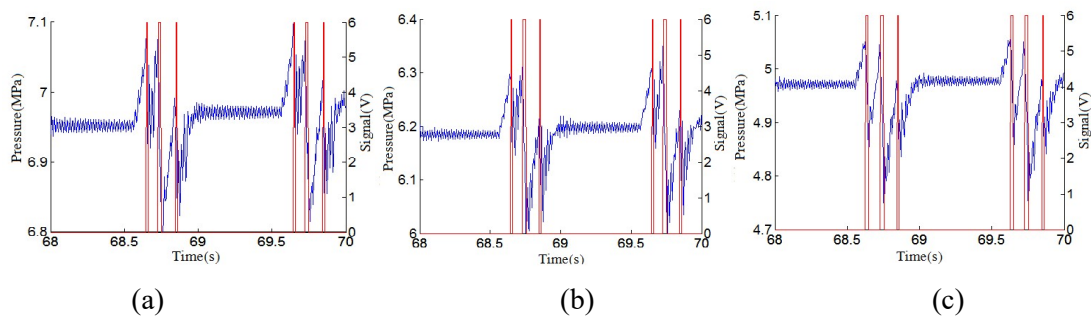 7.1
7
6.9
6.8
Pressure(MPa)
6
5
4
3
2
1
0
Signal(V)
68 68.5 69 69.5 70
Time(s)
(a)
6.4
6.3
6.2
6.1
6
Pressure(MPa)
6
5
4
3
2
1
0
Signal(V)
68 68.5 69 69.5 70
Time(s)
(b)
5.1
5
4.9
4.8
4.7
Pressure(MPa)
6
5
4
3
2
1
0
Signal(V)
68 68.5 69 69.5 70
Time(s)
(c)